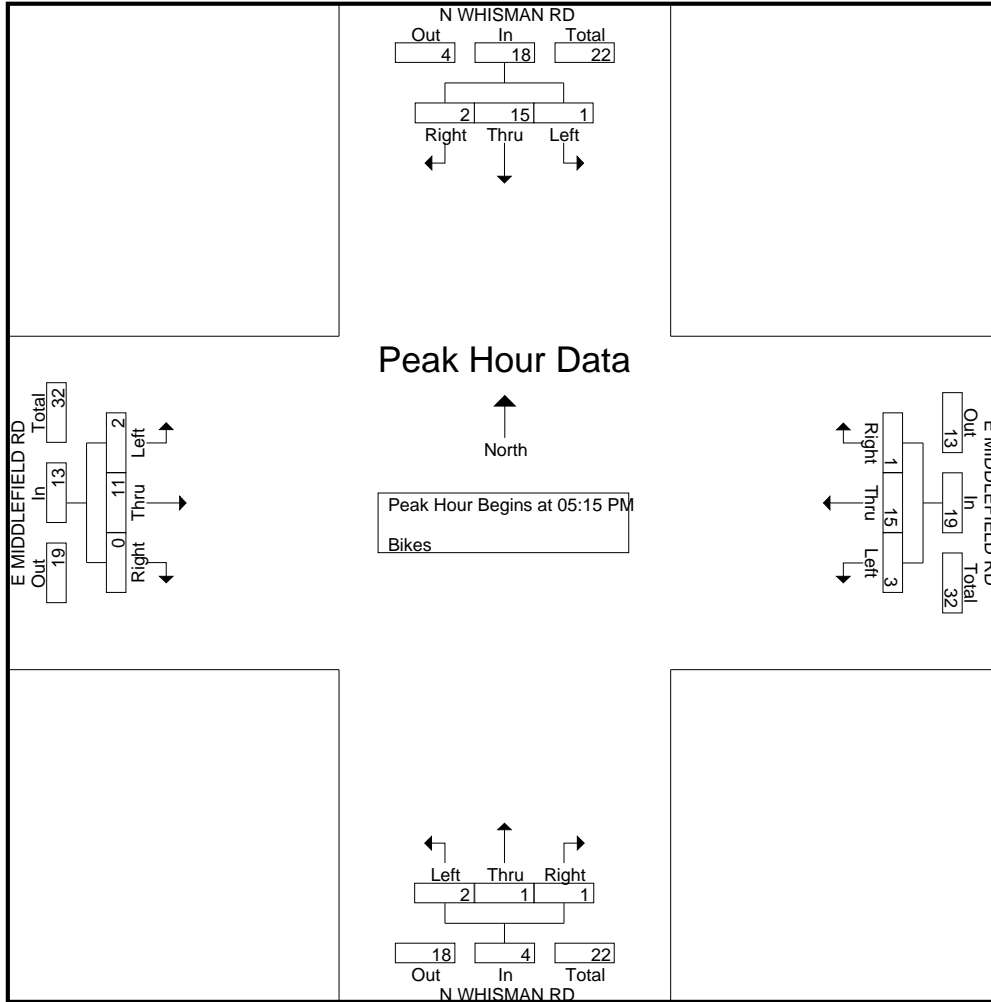 N WHISMAN RD
Out In Total
4 18 22
2 15 1
Right Thru Left
Peak Hour Data
North
Peak Hour Begins at 05:15 PM
Bikes
E MIDDLEFIELD RD
Total In Out
32 13 19
2 11 0
Left Thru Right
Right Thru Left
1 15 3
13 19 32
Out In Total
E MIDDLEFIELD RD
Left Thru Right
2 1 1
18 4 22
Out In Total
N WHISMAN RD